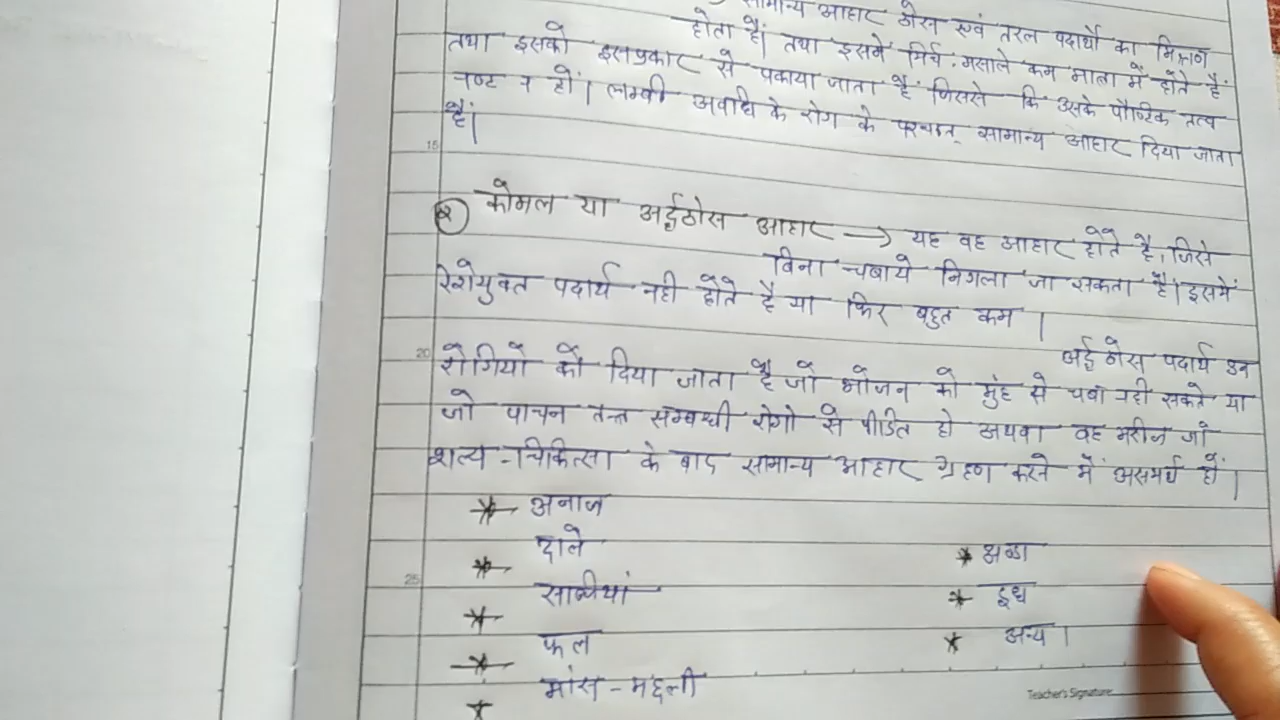 सामान्य आहार ठोस एवं तरल पदार्थो का मिश्रण
होता है। तथा इसमें मिर्च-मसाले कम मात्रा में होते हैं
तथा इसको इसप्रकार से पकाया जाता है जिससे कि उसके पौष्टिक तत्व
नष्ट न हों। लम्बी अवधि के रोग के पश्चात् सामान्य आहार दिया जाता
है।
15
२ कोमल या अर्द्धठोस आहार → यह वह आहार होते है, जिसे
बिना चबाये निगला जा सकता है। इसमें
रेशेयुक्त पदार्थ नही होते है या फिर बहुत कम ।
अर्द्ध ठोस पदार्थ उन
20 रोगियों को दिया जाता है जो भोजन को मुंह से चबा नही सकते या
जो पाचन तन्त्र सम्बन्धी रोगो से पीडित हो अथवा वह मरीज जो
शल्य-चिकित्सा के बाद सामान्य आहार ग्रहण करने में असमर्थ हों।
* अनाज
* दाले
* सब्जीयां
* फल
* मांस - मछली
* अण्डा
* दूध
* अन्य ।
25
Teacher's Signature